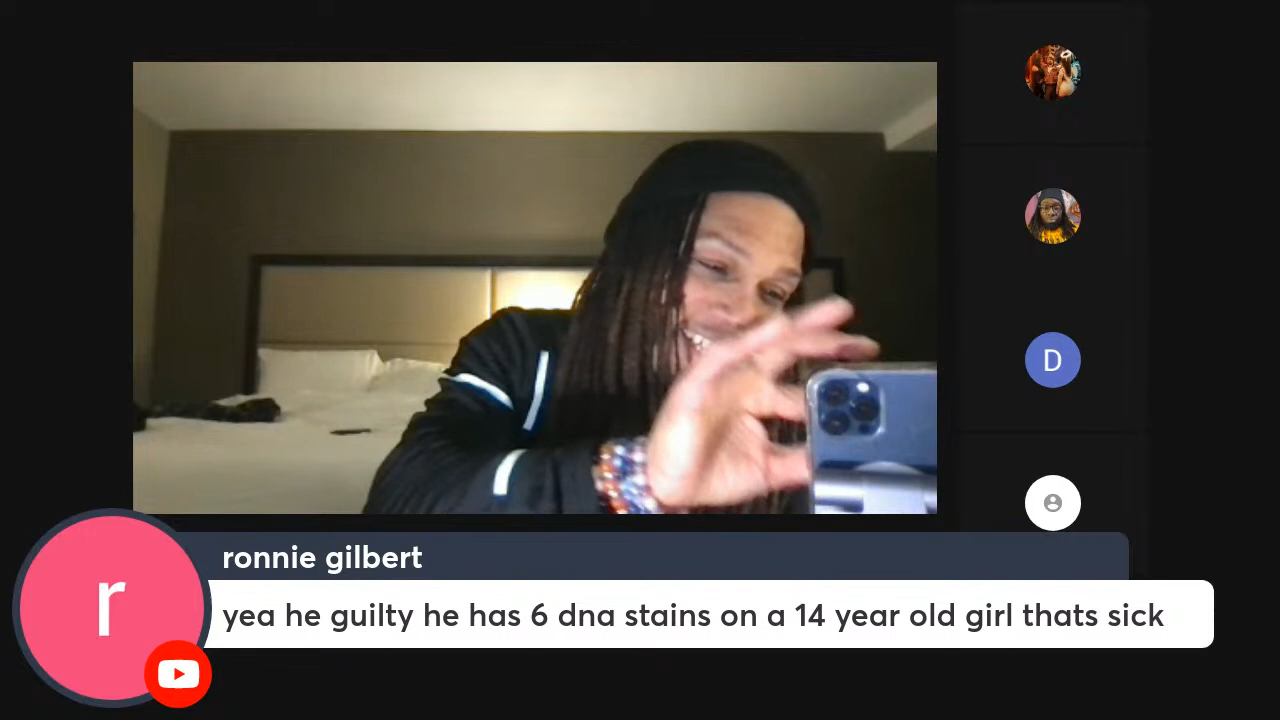 D
r
ronnie gilbert
yea he guilty he has 6 dna stains on a 14 year old girl thats sick